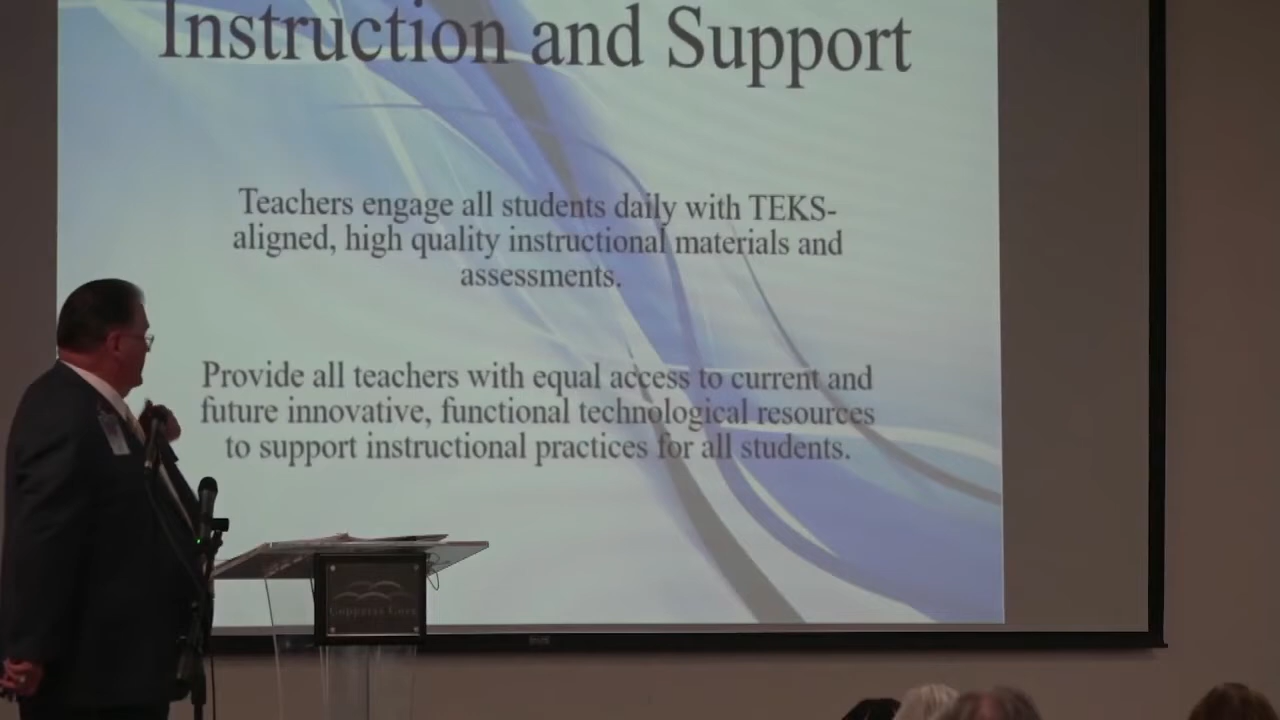 Instruction and Support
Teachers engage all students daily with TEKS-
aligned, high quality instructional materials and
assessments.
Provide all teachers with equal access to current and
future innovative, functional technological resources
to support instructional practices for all students.
Copperas Cove